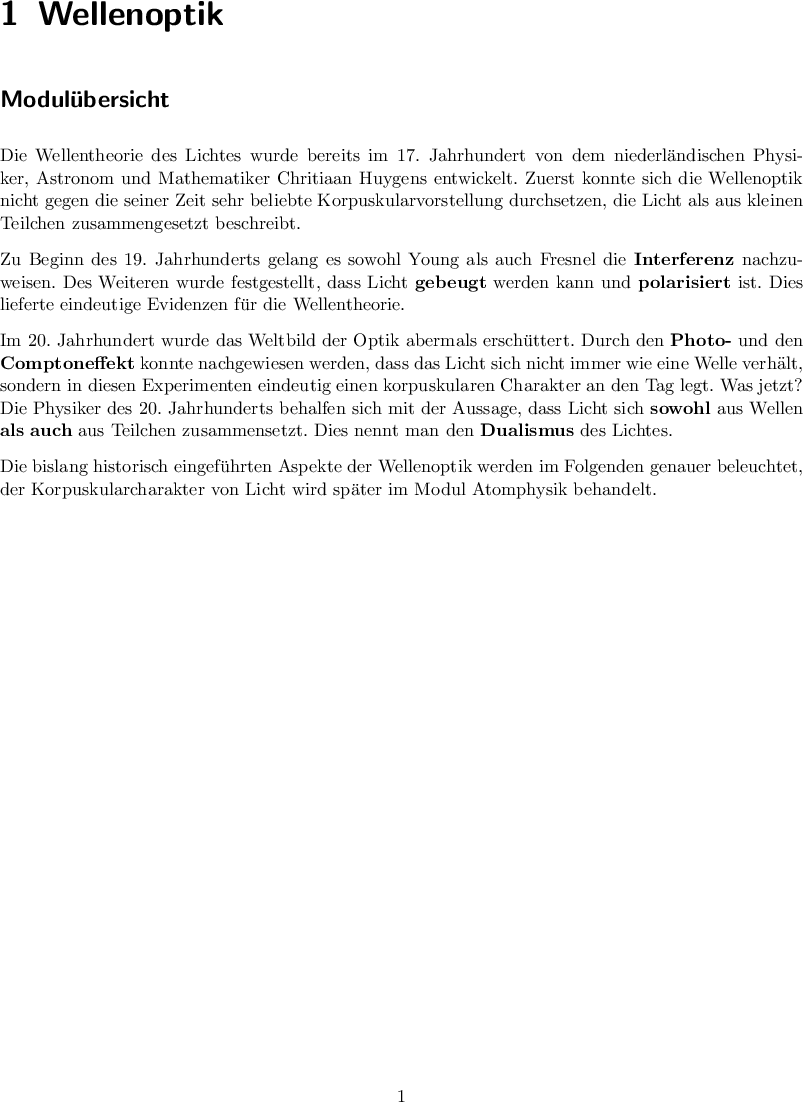 1 Wellenoptik
Modulübersicht
Die Wellentheorie des Lichtes wurde bereits im 17. Jahrhundert von dem niederländischen Physi-
ker, Astronom und Mathematiker Chritiaan Huygens entwickelt. Zuerst konnte sich die Wellenoptik
nicht gegen die seiner Zeit sehr beliebte Korpuskularvorstellung durchsetzen, die Licht als aus kleinen
Teilchen zusammengesetzt beschreibt.
Zu Beginn des 19. Jahrhunderts gelang es sowohl Young als auch Fresnel die Interferenz nachzu-
weisen. Des Weiteren wurde festgestellt, dass Licht gebeugt werden kann und polarisiert ist. Dies
lieferte eindeutige Evidenzen für die Wellentheorie.
Im 20. Jahrhundert wurde das Weltbild der Optik abermals erschüttert. Durch den Photo- und den
Comptoneffekt konnte nachgewiesen werden, dass das Licht sich nicht immer wie eine Welle verhält,
sondern in diesen Experimenten eindeutig einen korpuskularen Charakter an den Tag legt. Was jetzt?
Die Physiker des 20. Jahrhunderts behalfen sich mit der Aussage, dass Licht sich sowohl aus Wellen
als auch aus Teilchen zusammensetzt. Dies nennt man den Dualismus des Lichtes.
Die bislang historisch eingeführten Aspekte der Wellenoptik werden im Folgenden genauer beleuchtet,
der Korpuskularcharakter von Licht wird später im Modul Atomphysik behandelt.
1